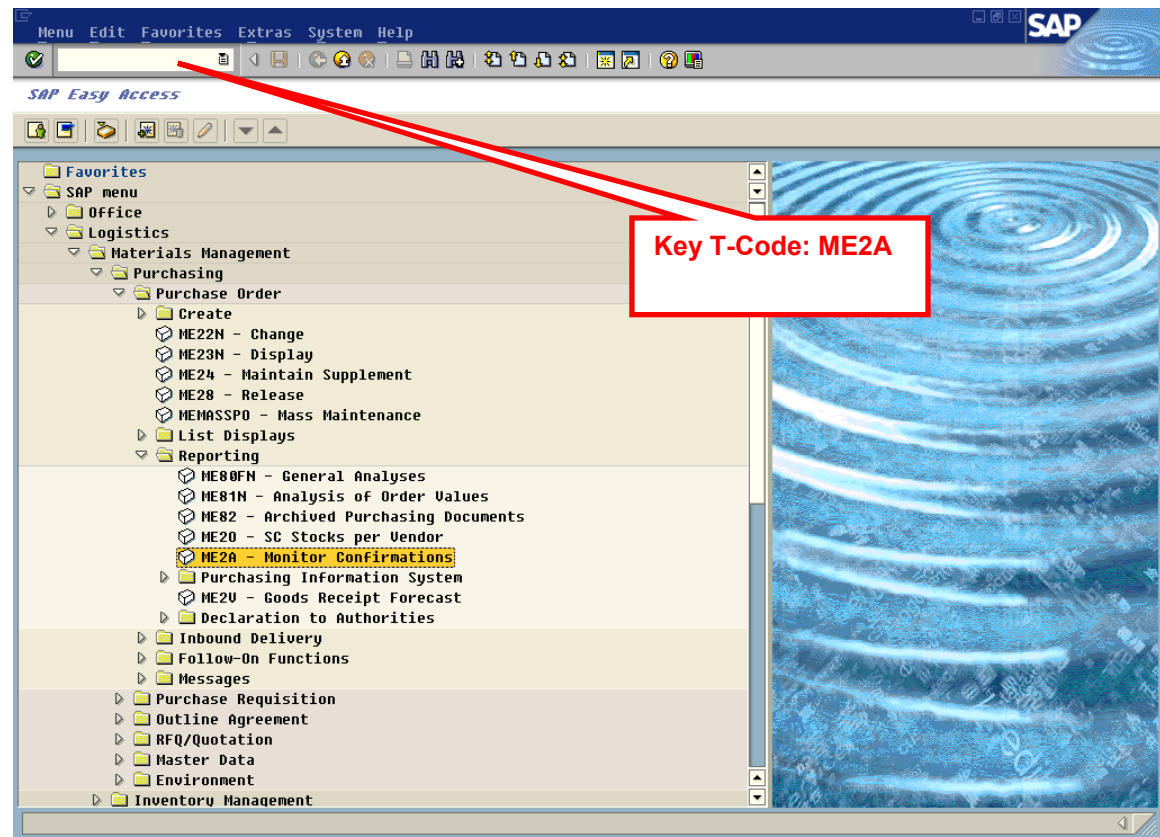 Menu Edit Favorites Extras System Help
SAP
SAP Easy Access
Favorites
SAP menu
Office
Logistics
Materials Management
Purchasing
Purchase Order
Create
ME22N - Change
ME23N - Display
ME24 - Maintain Supplement
ME28 - Release
MEMASSPO - Mass Maintenance
List Displays
Reporting
ME80FN - General Analyses
ME81N - Analysis of Order Values
ME82 - Archived Purchasing Documents
ME2O - SC Stocks per Vendor
ME2A - Monitor Confirmations
Purchasing Information System
ME2V - Goods Receipt Forecast
Declaration to Authorities
Inbound Delivery
Follow-On Functions
Messages
Purchase Requisition
Outline Agreement
RFQ/Quotation
Master Data
Environment
Inventory Management
Key T-Code: ME2A